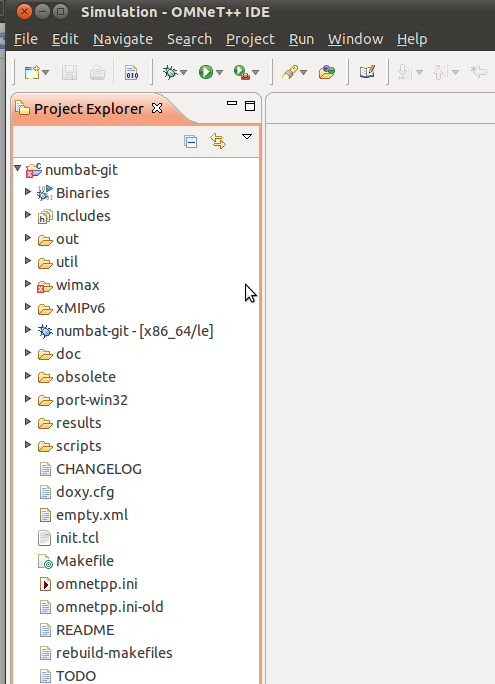 Simulation - OMNeT++ IDE
File Edit Navigate Search Project Run Window Help
010
Project Explorer
numbat-git
Binaries
Includes
out
util
wimax
xMIPv6
numbat-git - [x86_64/le]
doc
obsolete
port-win32
results
scripts
CHANGELOG
doxy.cfg
empty.xml
init.tcl
Makefile
omnetpp.ini
omnetpp.ini-old
README
rebuild-makefiles
TODO